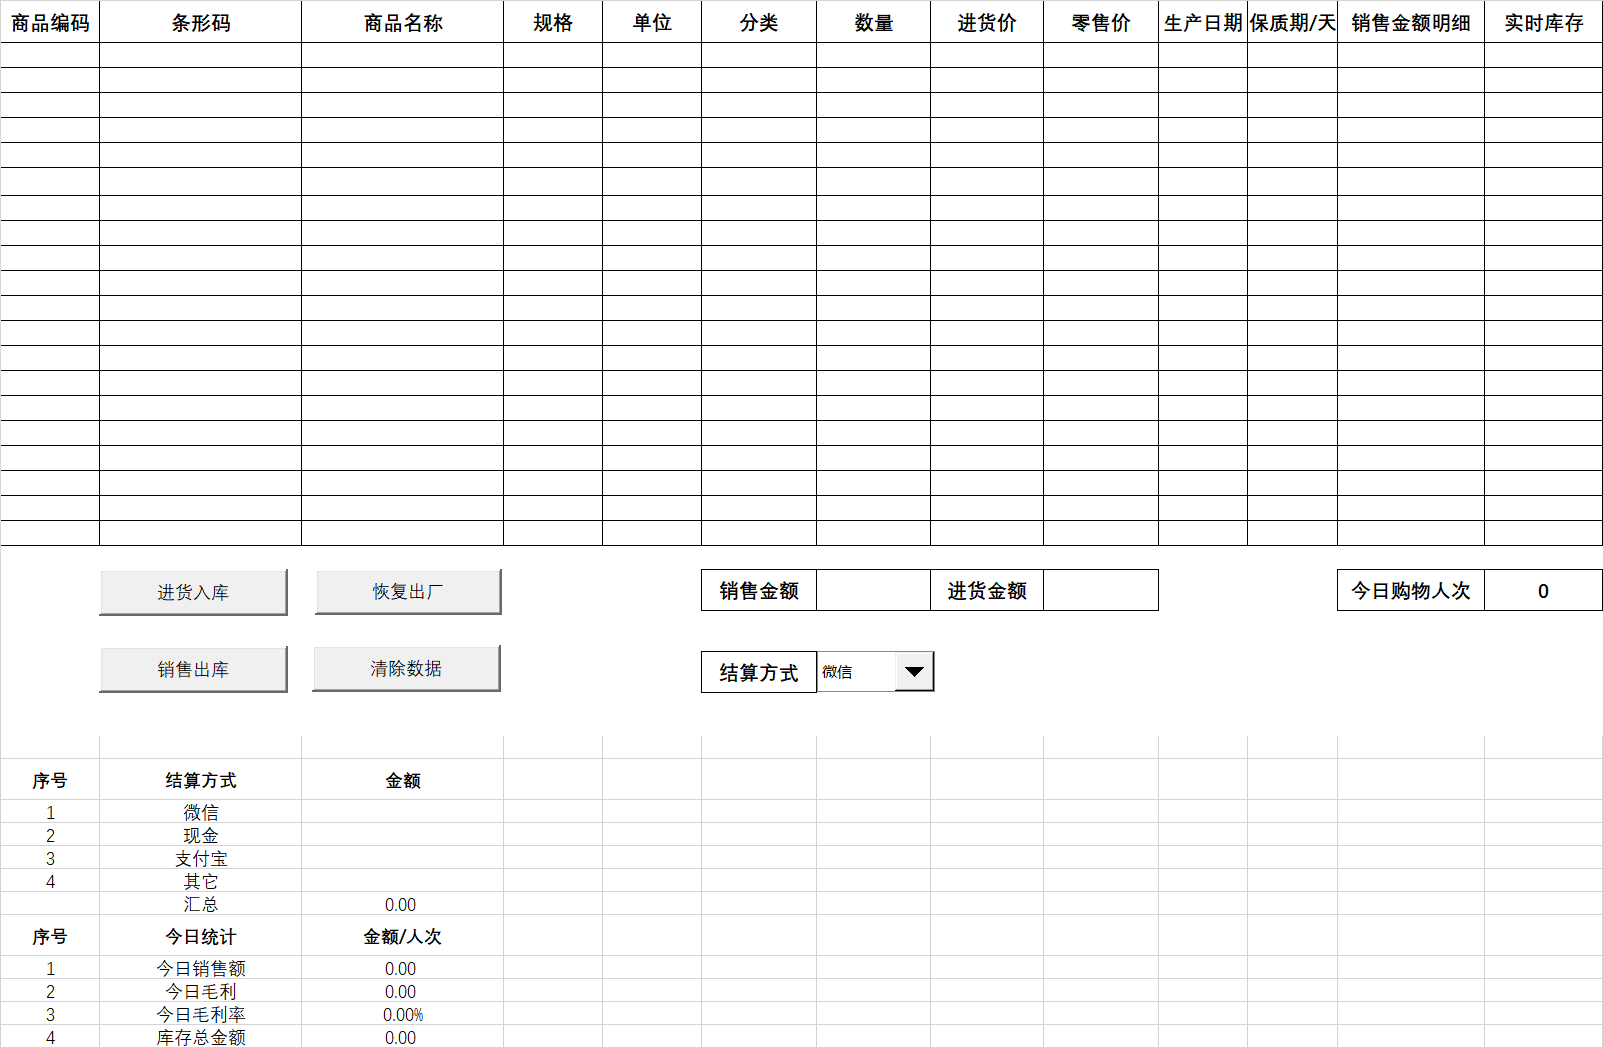 商品编码 条形码 商品名称 规格 单位 分类 数量 进货价 零售价 生产日期 保质期/天 销售金额明细 实时库存
进货入库 恢复出厂 销售金额 进货金额 今日购物人次 0
销售出库 清除数据 结算方式 微信
序号 结算方式 金额
1 微信
2 现金
3 支付宝
4 其它
汇总 0.00
序号 今日统计 金额/人次
1 今日销售额 0.00
2 今日毛利 0.00
3 今日毛利率 0.00%
4 库存总金额 0.00